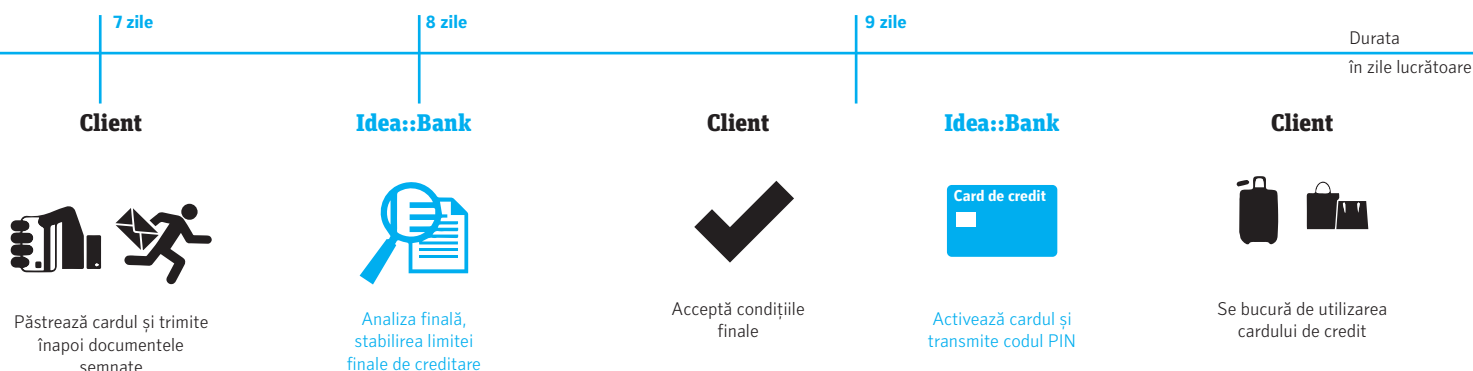 7 zile
8 zile
9 zile
Durata
în zile lucrătoare
Client
Idea::Bank
Client
Idea::Bank
Client
Card de credit
Păstrează cardul și trimite
înapoi documentele
semnate
Analiza finală,
stabilirea limitei
finale de creditare
Acceptă condițiile
finale
Activează cardul și
transmite codul PIN
Se bucură de utilizarea
cardului de credit